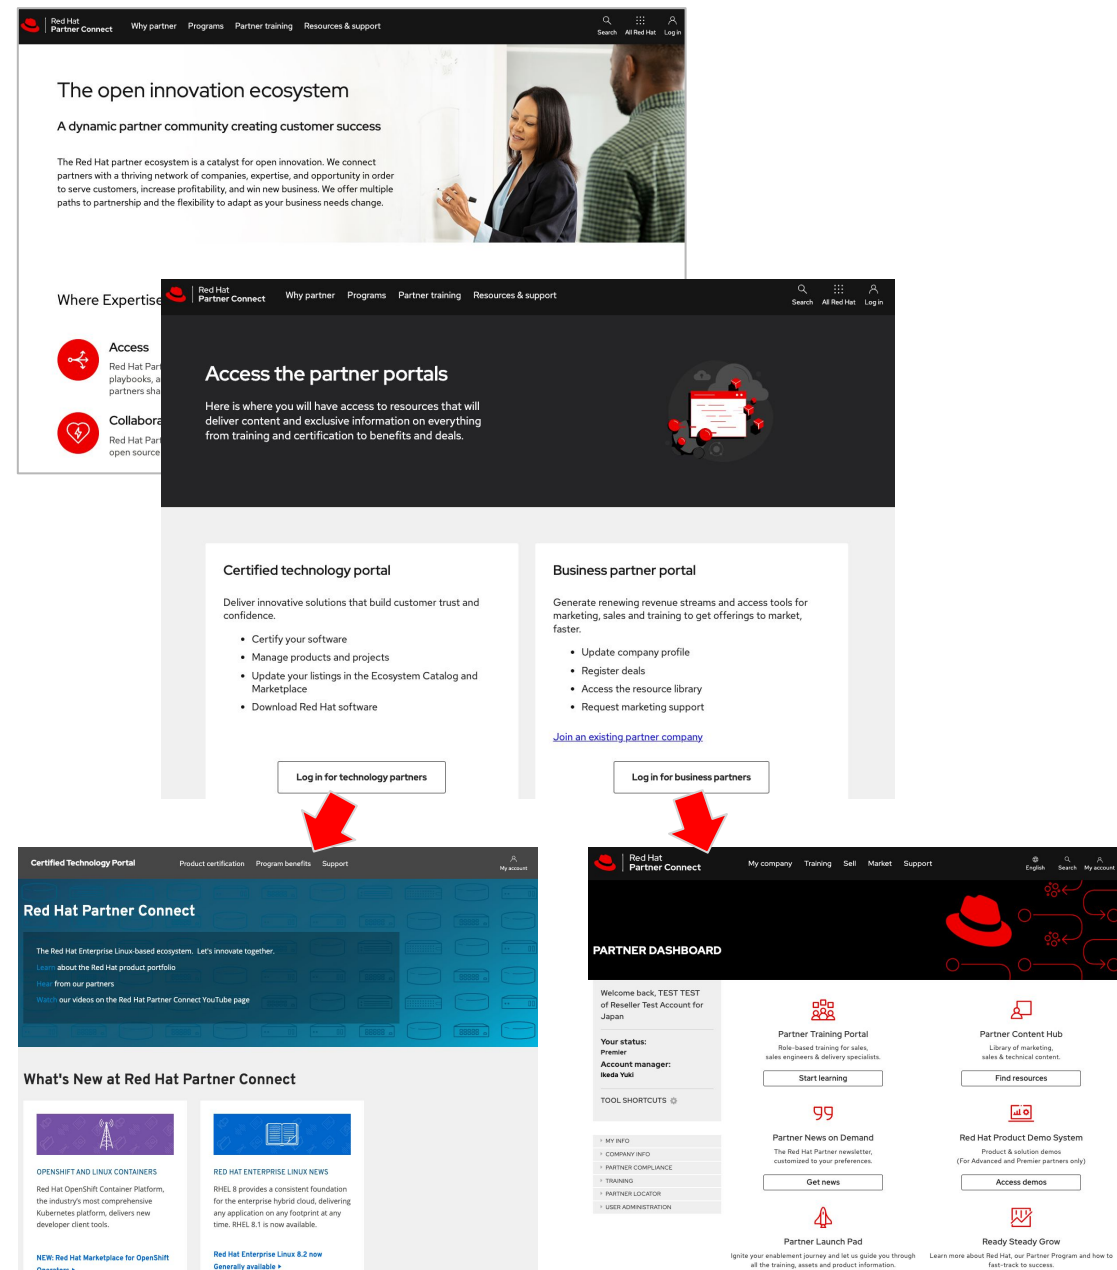 Red Hat
Partner Connect
Why partner
Programs
Partner training
Resources & support
Search
All Red Hat
Log in
The open innovation ecosystem
A dynamic partner community creating customer success
The Red Hat partner ecosystem is a catalyst for open innovation. We connect
partners with a thriving network of companies, expertise, and opportunity in order
to serve customers, increase profitability, and win new business. We offer multiple
paths to partnership and the flexibility to adapt as your business needs change.
Where Expertise
Access
Red Hat Part
playbooks, a
partners sha
Collabora
Red Hat Part
open source
Red Hat
Partner Connect
Why partner
Programs
Partner training
Resources & support
Search
All Red Hat
Log in
Access the partner portals
Here is where you will have access to resources that will
deliver content and exclusive information on everything
from training and certification to benefits and deals.
Certified technology portal
Deliver innovative solutions that build customer trust and
confidence.
• Certify your software
• Manage products and projects
• Update your listings in the Ecosystem Catalog and
Marketplace
• Download Red Hat software
Log in for technology partners
Business partner portal
Generate renewing revenue streams and access tools for
marketing, sales and training to get offerings to market,
faster.
• Update company profile
• Register deals
• Access the resource library
• Request marketing support
Join an existing partner company
Log in for business partners
Certified Technology Portal
Product certification
Program benefits
Support
My account
Red Hat Partner Connect
The Red Hat Enterprise Linux-based ecosystem. Let's innovate together.
Learn about the Red Hat product portfolio
Hear from our partners
Watch our videos on the Red Hat Partner Connect YouTube page
What's New at Red Hat Partner Connect
OPENSHIFT AND LINUX CONTAINERS
Red Hat OpenShift Container Platform,
the industry's most comprehensive
Kubernetes platform, delivers new
developer client tools.
NEW: Red Hat Marketplace for OpenShift
Operators
RED HAT ENTERPRISE LINUX NEWS
RHEL 8 provides a consistent foundation
for the enterprise hybrid cloud, delivering
any application on any footprint at any
time. RHEL 8.1 is now available.
Red Hat Enterprise Linux 8.2 now
Generally available
Red Hat
Partner Connect
My company
Training
Sell
Market
Support
English
Search
My account
PARTNER DASHBOARD
Welcome back, TEST TEST
of Reseller Test Account for
Japan
Your status:
Premier
Account manager:
Ikeda Yuki
TOOL SHORTCUTS
MY INFO
COMPANY INFO
PARTNER COMPLIANCE
TRAINING
PARTNER LOCATOR
USER ADMINISTRATION
Partner Training Portal
Role-based training for sales,
sales engineers & delivery specialists.
Start learning
Partner Content Hub
Library of marketing,
sales & technical content.
Find resources
Partner News on Demand
The Red Hat Partner newsletter,
customized to your preferences.
Get news
Red Hat Product Demo System
Product & solution demos
(For Advanced and Premier partners only)
Access demos
Partner Launch Pad
Ignite your enablement journey and let us guide you through
all the training, assets and product information.
Ready Steady Grow
Learn more about Red Hat, our Partner Program and how to
fast-track to success.